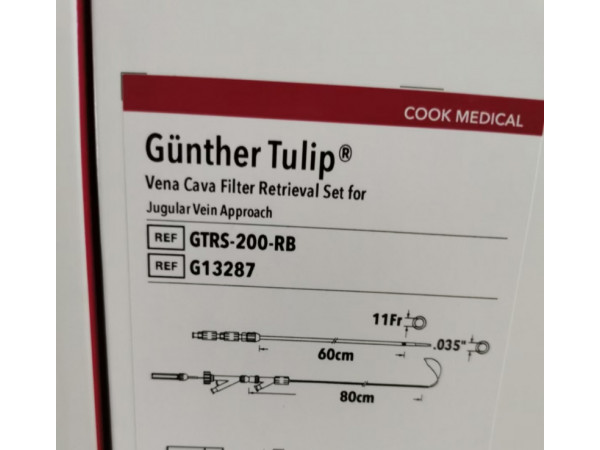 COOK MEDICAL
Günther Tulip®
Vena Cava Filter Retrieval Set for
Jugular Vein Approach
REF GTRS-200-RB
REF G13287
11Fr
60cm
.035"
80cm